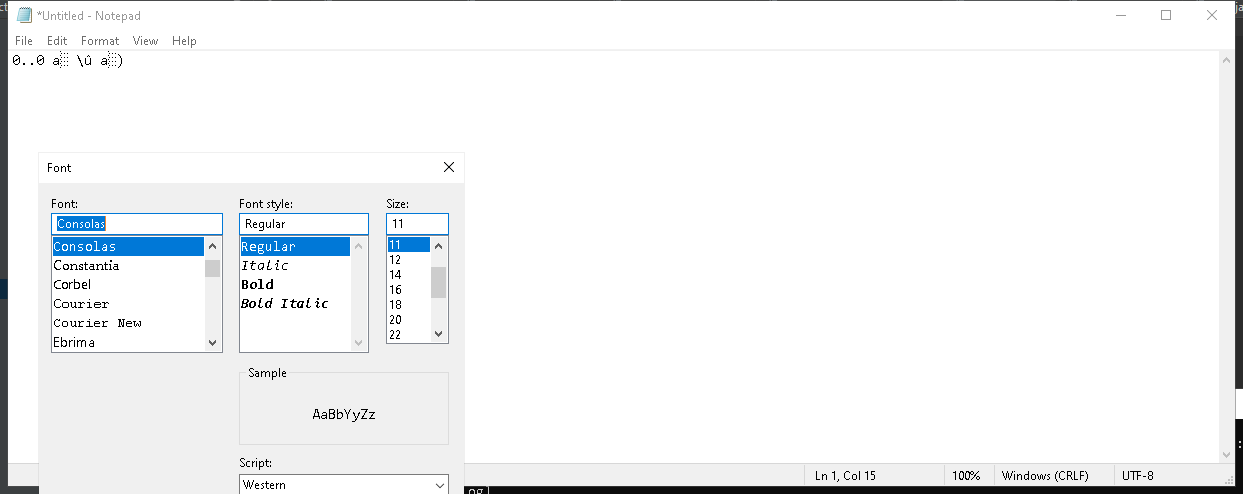 *Untitled - Notepad
File Edit Format View Help
0..0 a░ \û a░)
Font
Font: Font style: Size:
Consolas Regular 11
Consolas Regular 11
Constantia Italic 12
Corbel Bold 14
Courier Bold Italic 16
Courier New 18
Ebrima 20
22
Sample
AaBbYyZz
Script:
Western
Ln 1, Col 15 100% Windows (CRLF) UTF-8